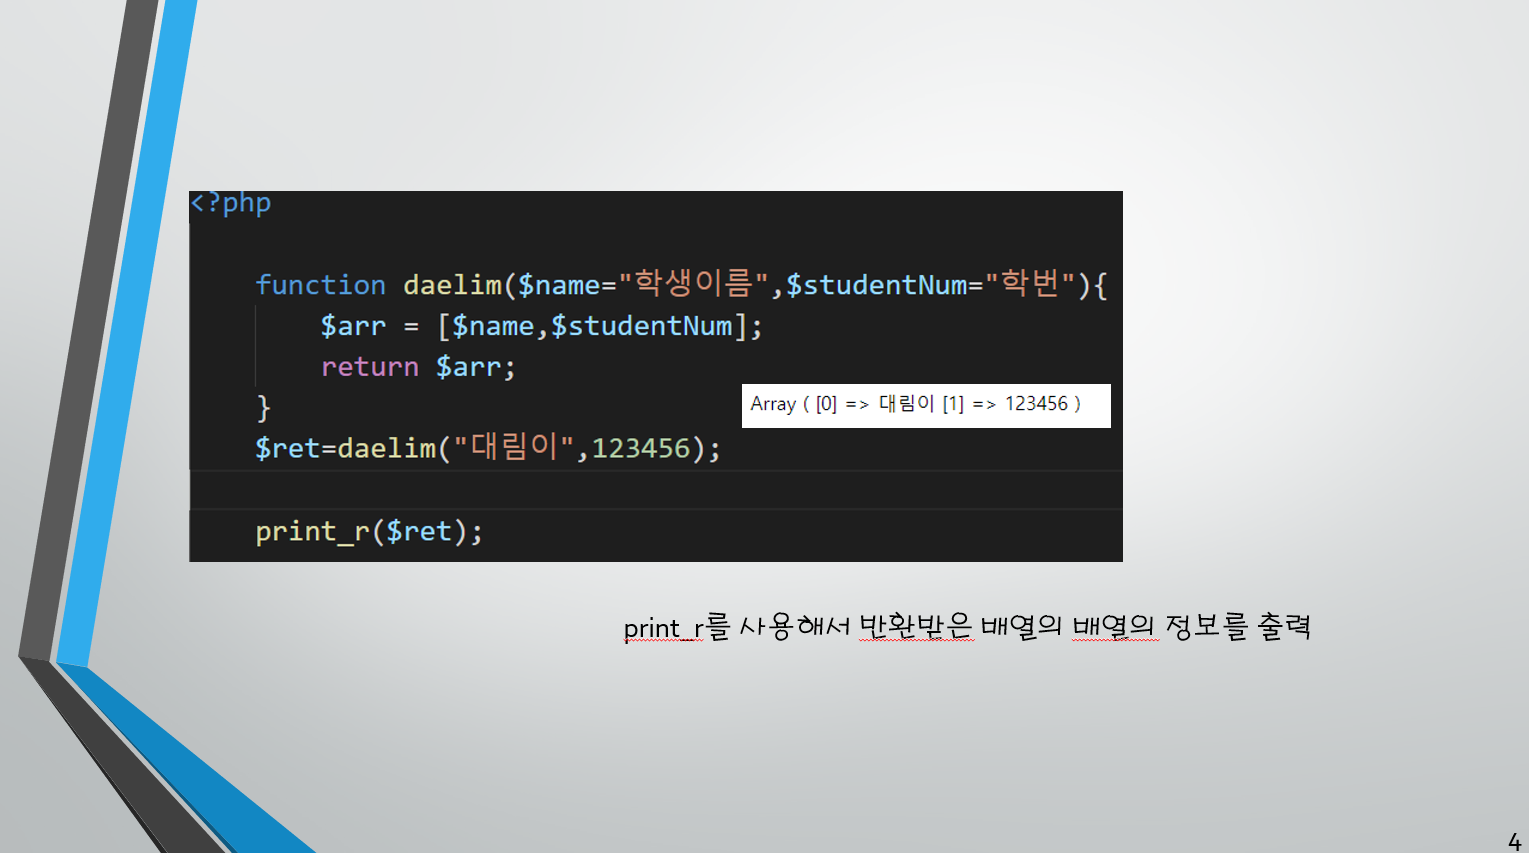 <?php
function daelim($name="학생이름",$studentNum="학번"){
$arr = [$name,$studentNum];
return $arr;
}
Array ( [0] => 대림이 [1] => 123456 )
$ret=daelim("대림이",123456);
print_r($ret);
print_r를 사용해서 반환받은 배열의 배열의 정보를 출력
4